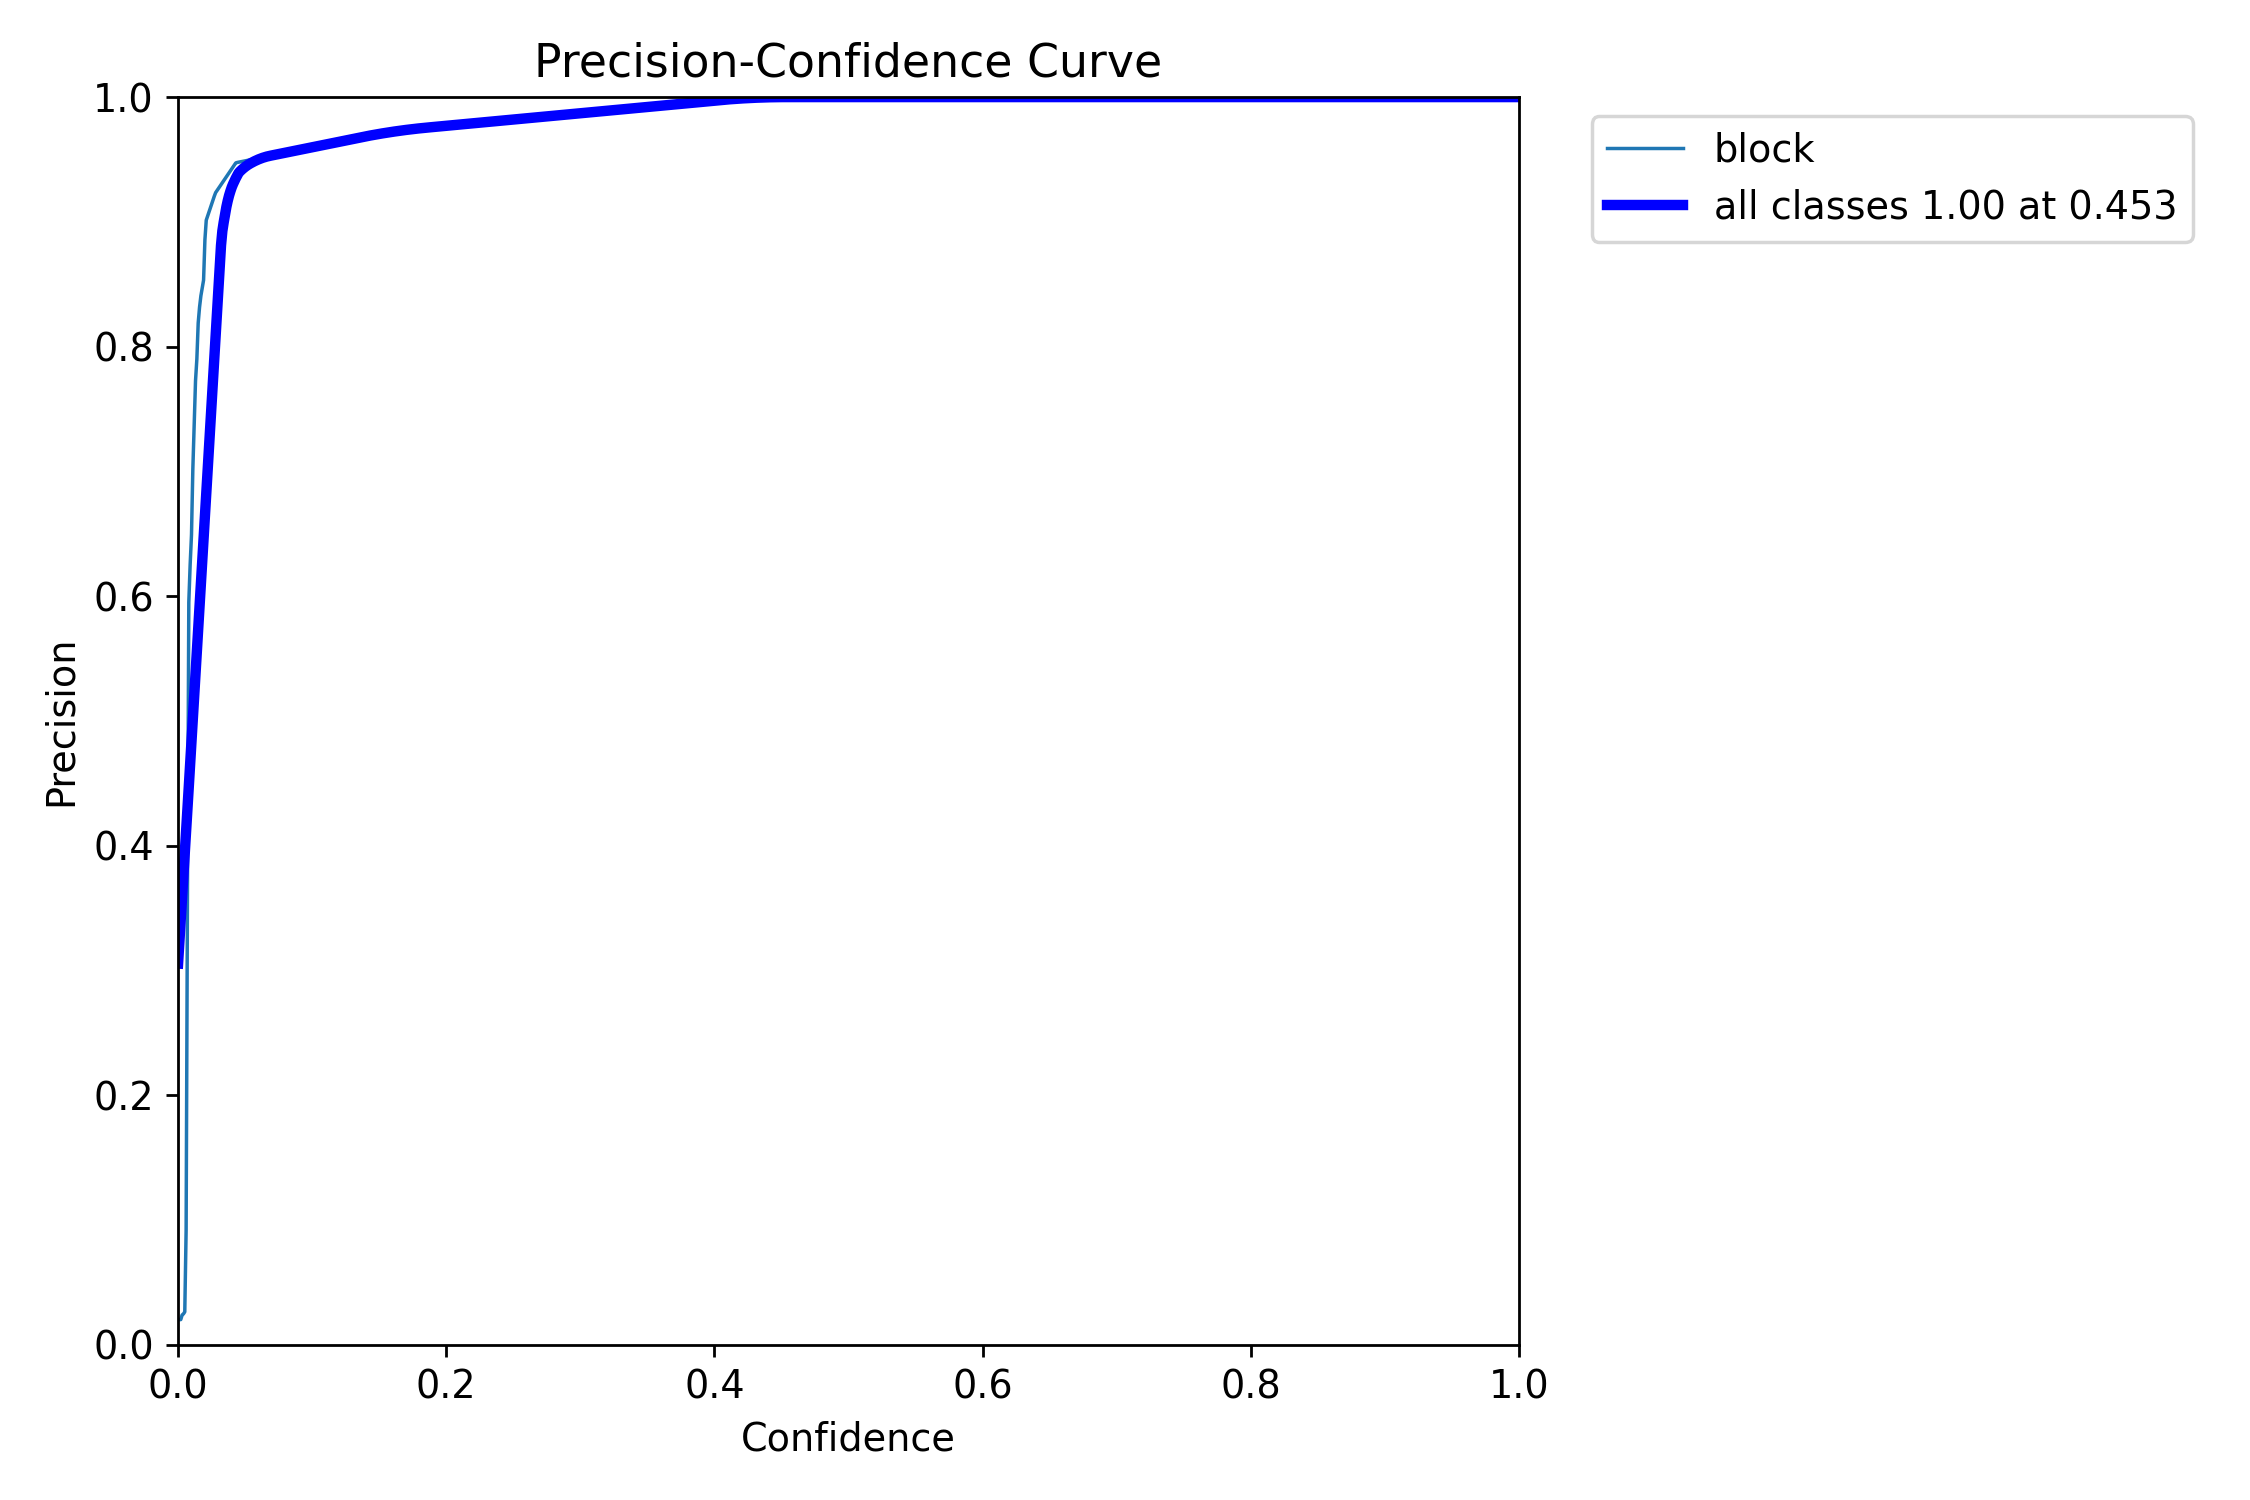 Precision-Confidence Curve
block
all classes 1.00 at 0.453
Precision
1.0
0.8
0.6
0.4
0.2
0.0
0.0 0.2 0.4 0.6 0.8 1.0
Confidence